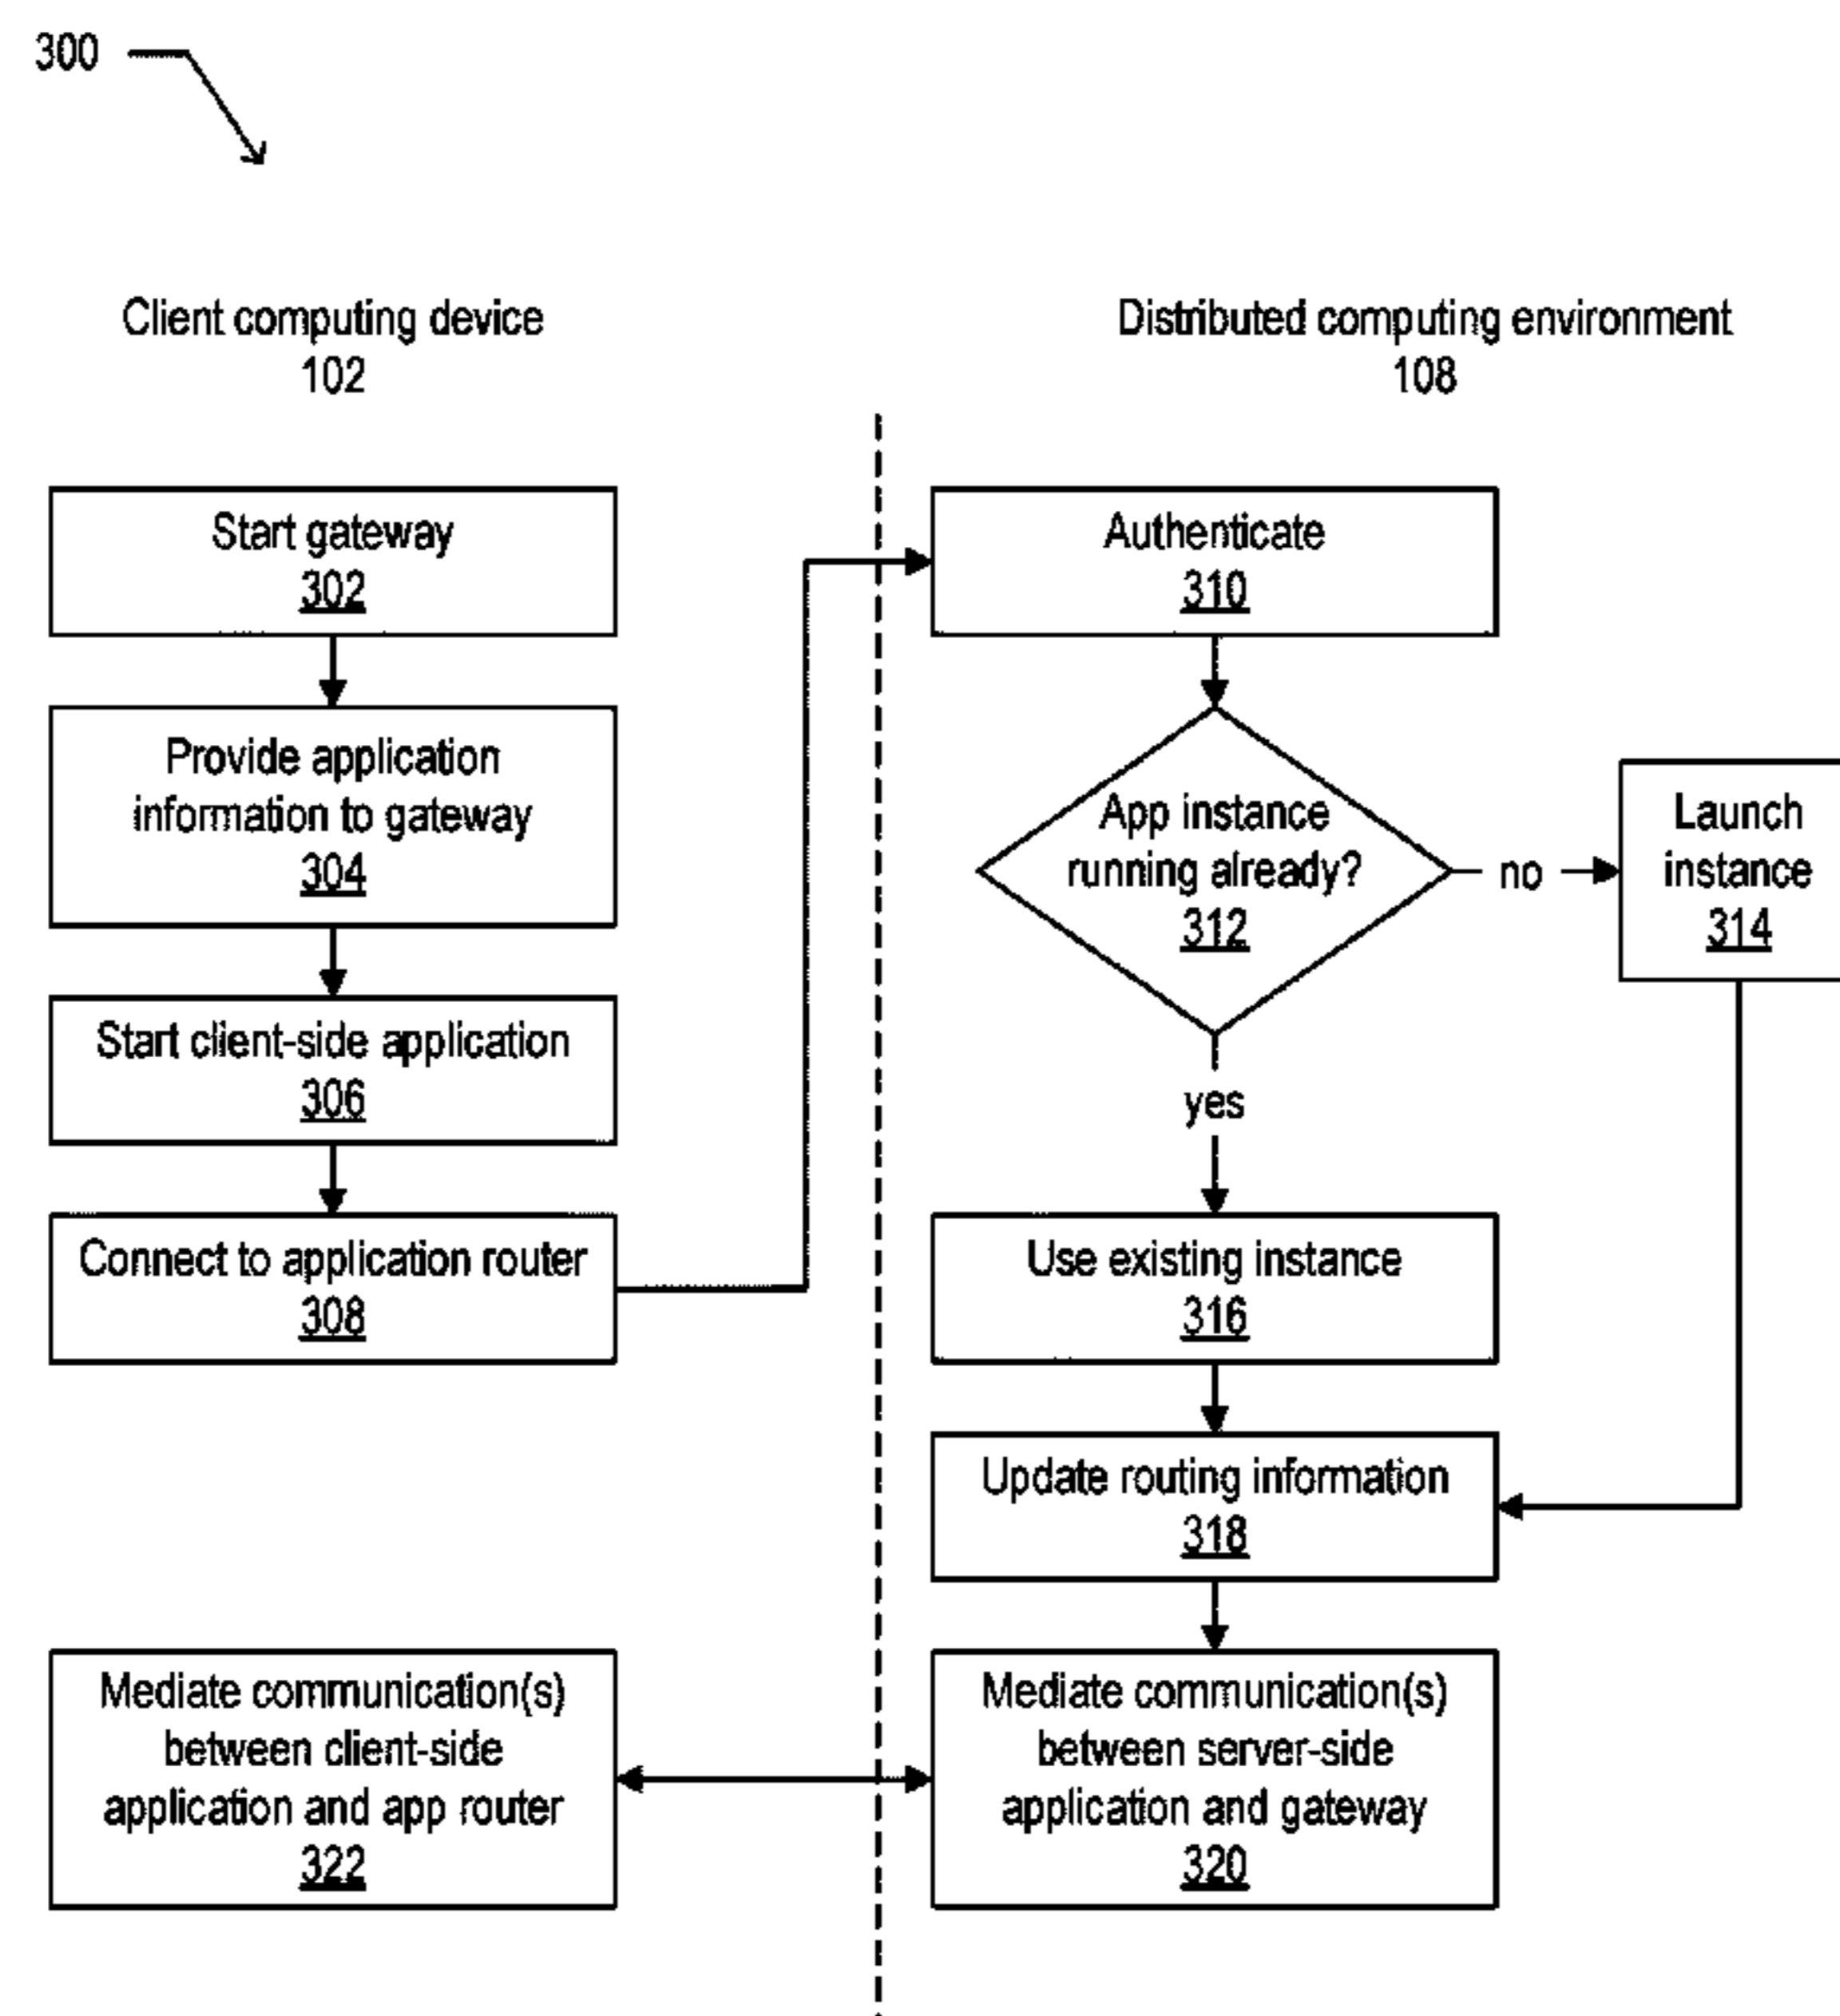 300
Client computing device
102
Distributed computing environment
108
Start gateway
302
Provide application
information to gateway
304
Start client-side application
306
Connect to application router
308
Authenticate
310
App instance
running already?
312
no
Launch
instance
314
yes
Use existing instance
316
Update routing information
318
Mediate communication(s)
between client-side
application and app router
322
Mediate communication(s)
between server-side
application and gateway
320